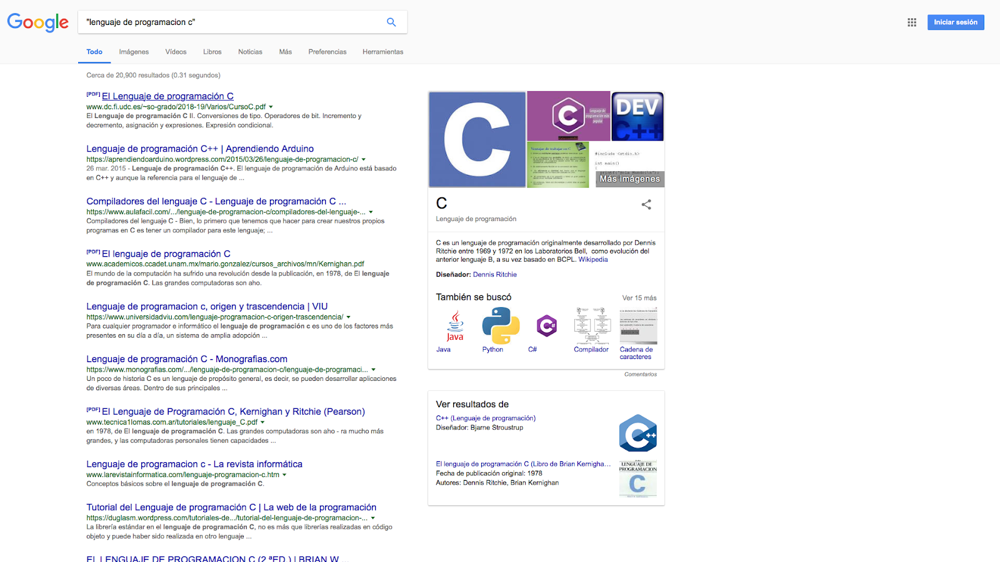 Google
"lenguaje de programacion c"
Iniciar sesión
Todo Imágenes Vídeos Libros Noticias Más Preferencias Herramientas
Cerca de 20,900 resultados (0.31 segundos)
[PDF] El Lenguaje de programación C
www.dc.fi.udc.es/~so-grado/2018-19/Varios/CursoC.pdf
El Lenguaje de programación C II. Conversiones de tipo. Operadores de bit. Incremento y
decremento, asignación y expresiones. Expresión condicional.
Lenguaje de programación C++ | Aprendiendo Arduino
https://aprendiendoarduino.wordpress.com/2015/03/26/lenguaje-de-programacion-c/
26 mar. 2015 - Lenguaje de programación C++. El lenguaje de programación de Arduino está basado
en C++ y aunque la referencia para el lenguaje de ...
Compiladores del lenguaje C - Lenguaje de programación C ...
https://www.aulafacil.com/.../lenguaje-de-programacion-c/compiladores-del-lenguaje-...
Compiladores del lenguaje C - Bien, lo primero que tenemos que hacer para crear nuestros propios
programas en C es tener un compilador para este lenguaje; ...
[PDF] El lenguaje de programación C
www.academicos.ccadet.unam.mx/mario.gonzalez/cursos_archivos/mn/Kernighan.pdf
El mundo de la computación ha sufrido una revolución desde la publicación, en 1978, de El lenguaje
de programación C. Las grandes computadoras son aho.
Lenguaje de programacion c, origen y trascendencia | VIU
https://www.universidadviu.com/lenguaje-programacion-c-origen-trascendencia/
Para cualquier programador e informático el lenguaje de programación c es uno de los factores más
presentes en su día a día, un sistema de amplia adopción ...
Lenguaje de programación C - Monografias.com
https://www.monografias.com/.../lenguaje-de-programacion-c/lenguaje-de-programaci...
Un poco de historia C es un lenguaje de propósito general, es decir, se pueden desarrollar aplicaciones
de diversas áreas. Dentro de sus principales ...
[PDF] El Lenguaje de Programación C, Kernighan y Ritchie (Pearson)
www.tecnica1lomas.com.ar/tutoriales/lenguaje_C.pdf
en 1978, de El lenguaje de programación C. Las grandes computadoras son aho - ra mucho más
grandes, y las computadoras personales tienen capacidades ...
Lenguaje de programacion c - La revista informática
www.larevistainformatica.com/lenguaje-programacion-c.htm
Conceptos básicos sobre el lenguaje de programación C.
Tutorial del Lenguaje de programación C | La web de la programación
https://duglasm.wordpress.com/tutoriales-de.../tutorial-del-lenguaje-de-programacion-...
La librería estándar en el lenguaje de programación C, no es más que librerías realizadas en código
objeto y puede haber sido realizada en otro lenguaje ...
EL LENGUAJE DE PROGRAMACION C (2 ªED.) | BRIAN W ...
C
C
Lenguaje de
programación más
popular
DEV
C++
Ventajas de trabajar en C
#include <stdio.h>
int main()
{
printf("Hola Mundo!\n");
Más imágenes
C
Lenguaje de programación
C es un lenguaje de programación originalmente desarrollado por Dennis
Ritchie entre 1969 y 1972 en los Laboratorios Bell, como evolución del
anterior lenguaje B, a su vez basado en BCPL. Wikipedia
Diseñador: Dennis Ritchie
También se buscó
Ver 15 más
Java
C#
Java
Python
C#
Compilador
Cadena de
caracteres
Comentarios
Ver resultados de
C++ (Lenguaje de programación)
Diseñador: Bjarne Stroustrup
C++
El lenguaje de programación C (Libro de Brian Kernigha...
Fecha de publicación original: 1978
Autores: Dennis Ritchie, Brian Kernighan
LENGUAJE DE
PROGRAMACION
C